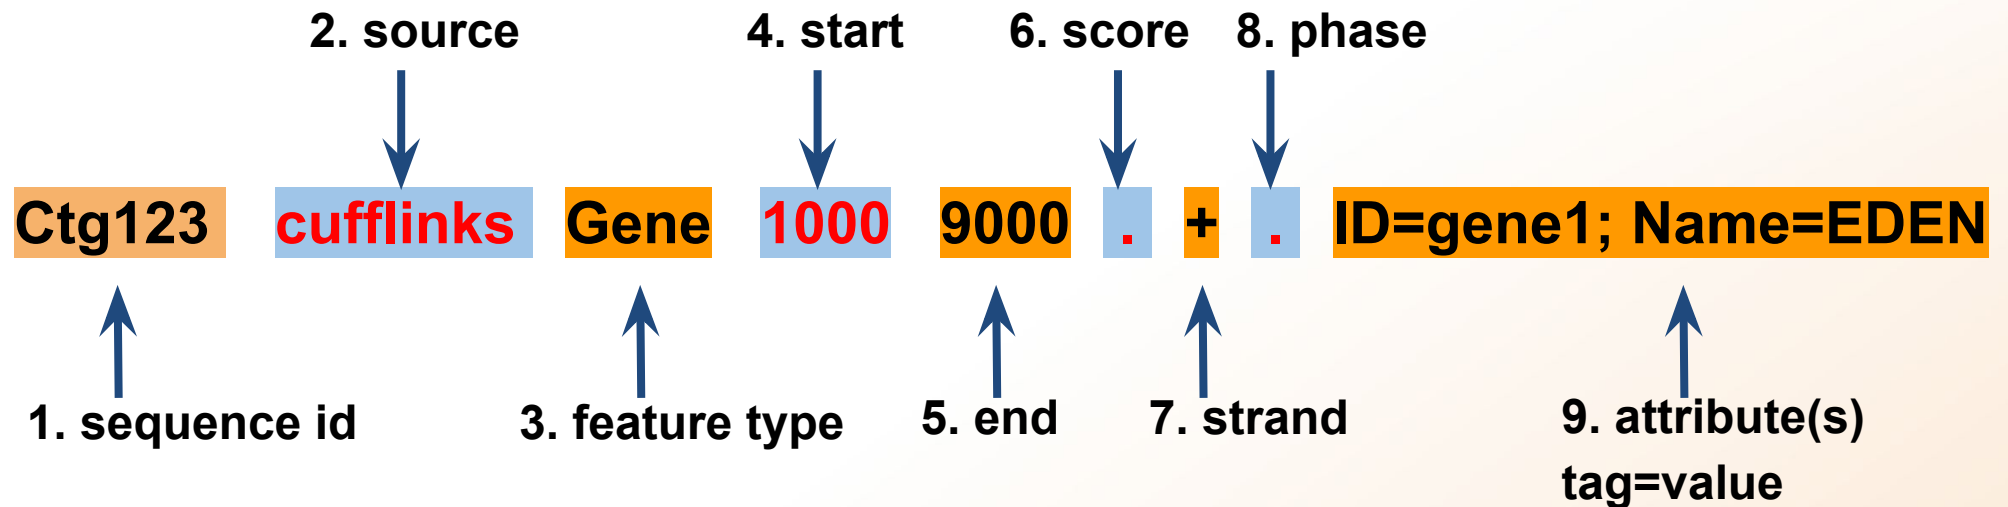 2. source 4. start 6. score 8. phase
Ctg123 cufflinks Gene 1000 9000 . + . ID=gene1; Name=EDEN
1. sequence id 3. feature type 5. end 7. strand 9. attribute(s)
tag=value